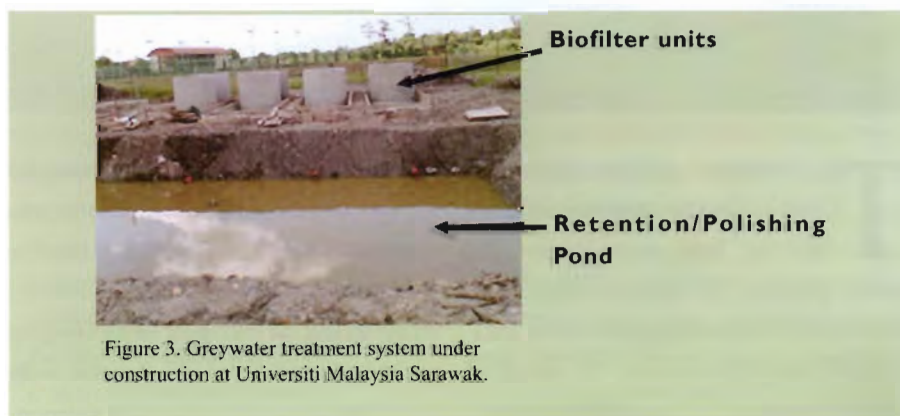 Biofilter units
Retention/Polishing
Pond
Figure 3. Greywater treatment system under
construction at Universiti Malaysia Sarawak.